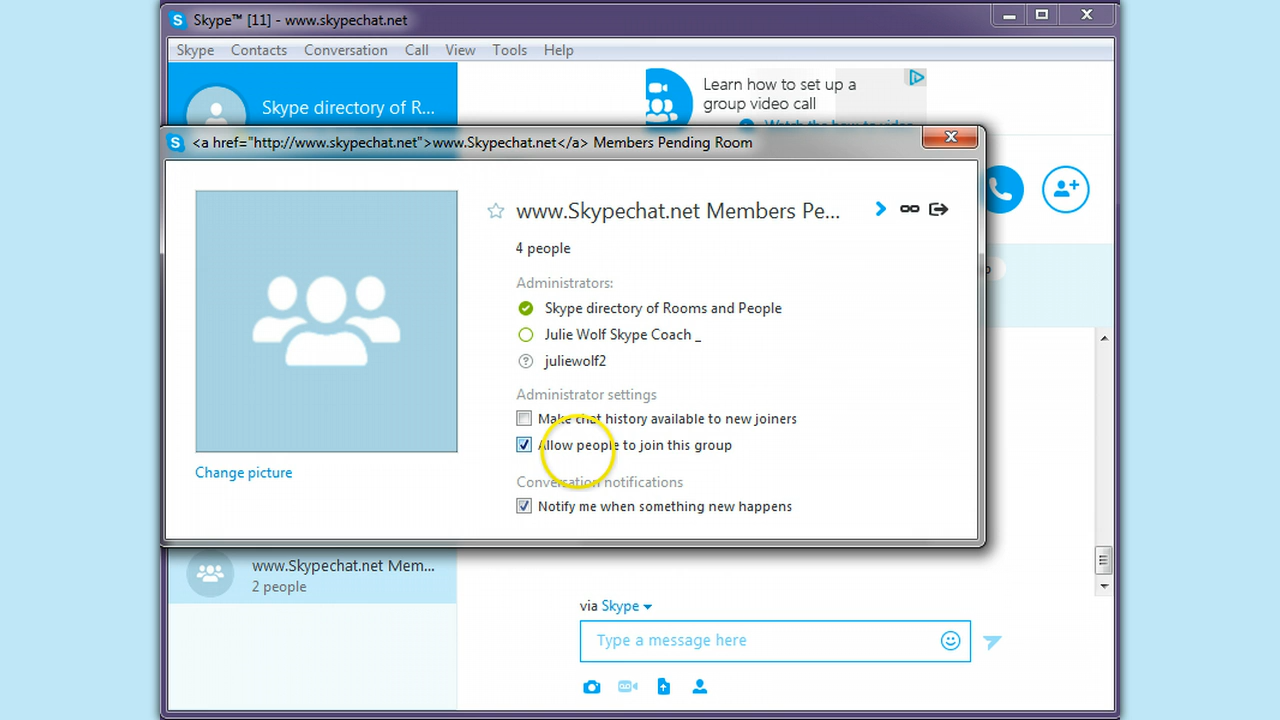 Skype™ [11] - www.skypechat.net
Skype Contacts Conversation Call View Tools Help
Skype directory of R...
Learn how to set up a
group video call
<a href="http://www.skypechat.net">www.Skypechat.net</a> Members Pending Room
www.Skypechat.net Members Pe...
4 people
Administrators:
Skype directory of Rooms and People
Julie Wolf Skype Coach _
juliewolf2
Administrator settings
Make chat history available to new joiners
Allow people to join this group
Change picture
Conversation notifications
Notify me when something new happens
www.Skypechat.net Mem...
2 people
via Skype
Type a message here